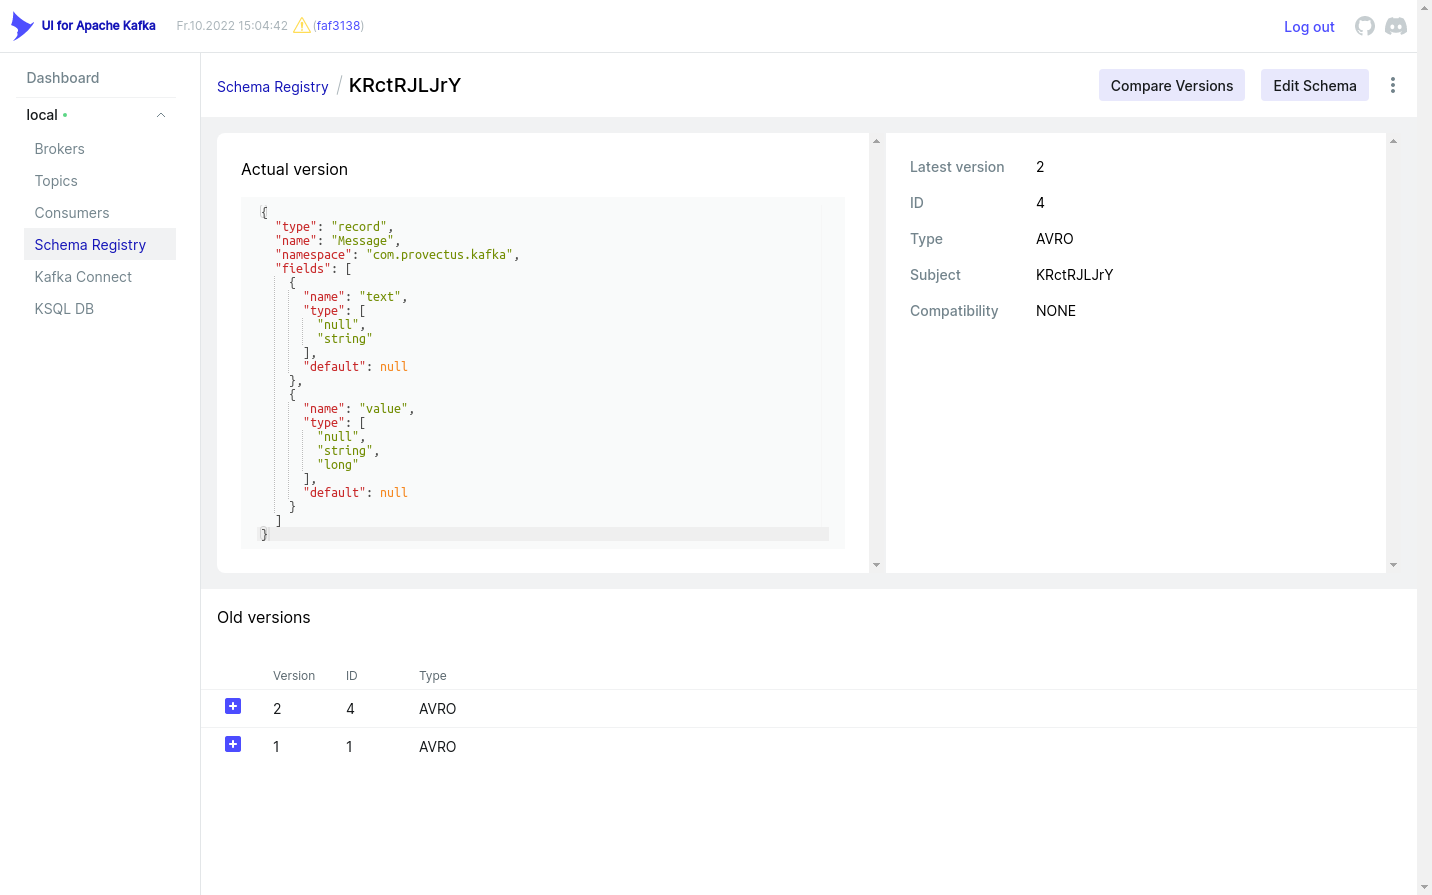 UI for Apache Kafka
Fr.10.2022 15:04:42 (faf3138)
Log out
Dashboard
local
Brokers
Topics
Consumers
Schema Registry
Kafka Connect
KSQL DB
Schema Registry / KRctRJLJrY
Compare Versions
Edit Schema
Actual version
{
  "type": "record",
  "name": "Message",
  "namespace": "com.provectus.kafka",
  "fields": [
    {
      "name": "text",
      "type": [
        "null",
        "string"
      ],
      "default": null
    },
    {
      "name": "value",
      "type": [
        "null",
        "string",
        "long"
      ],
      "default": null
    }
  ]
}
Latest version 2
ID 4
Type AVRO
Subject KRctRJLJrY
Compatibility NONE
Old versions
Version ID Type
2 4 AVRO
1 1 AVRO